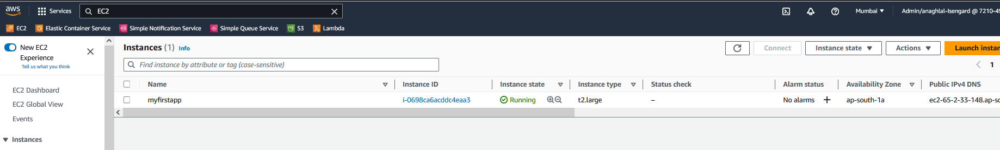 aws Services EC2 Mumbai Admin/anaghlal-Isengard @ 7210-49
EC2 Elastic Container Service Simple Notification Service Simple Queue Service S3 Lambda
New EC2
Experience
Tell us what you think
EC2 Dashboard
EC2 Global View
Events
Instances
Instances (1) Info Connect Instance state Actions Launch instan
Find instance by attribute or tag (case-sensitive)
1
Name Instance ID Instance state Instance type Status check Alarm status Availability Zone Public IPv4 DNS
myfirstapp i-0698ca6acddc4eaa3 Running t2.large – No alarms + ap-south-1a ec2-65-2-33-148.ap-so